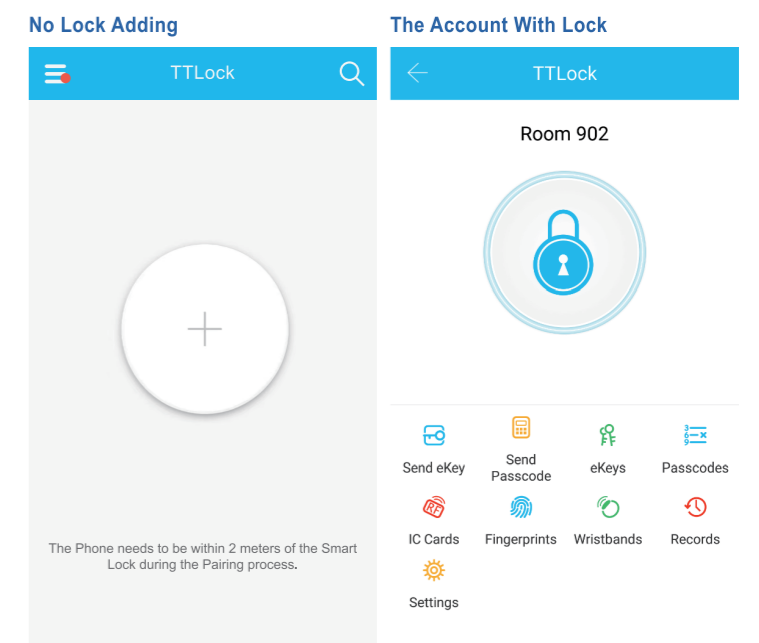 No Lock Adding
The Account With Lock
TTLock
TTLock
Room 902
The Phone needs to be within 2 meters of the Smart
Lock during the Pairing process.
Send eKey
Send
Passcode
eKeys
Passcodes
RF
IC Cards
Fingerprints
Wristbands
Records
Settings